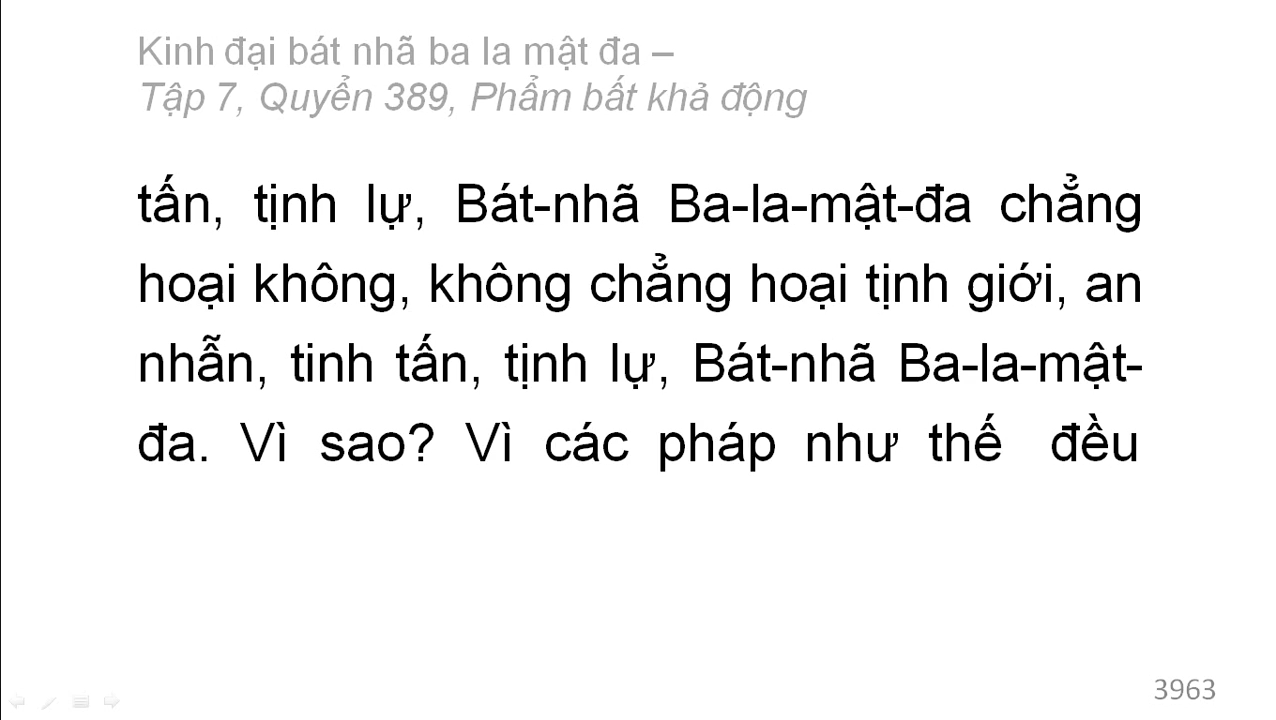 Kinh đại bát nhã ba la mật đa –
Tập 7, Quyển 389, Phẩm bất khả động
tấn, tịnh lự, Bát-nhã Ba-la-mật-đa chẳng
hoại không, không chẳng hoại tịnh giới, an
nhẫn, tinh tấn, tịnh lự, Bát-nhã Ba-la-mật-
đa. Vì sao? Vì các pháp như thế đều
3963